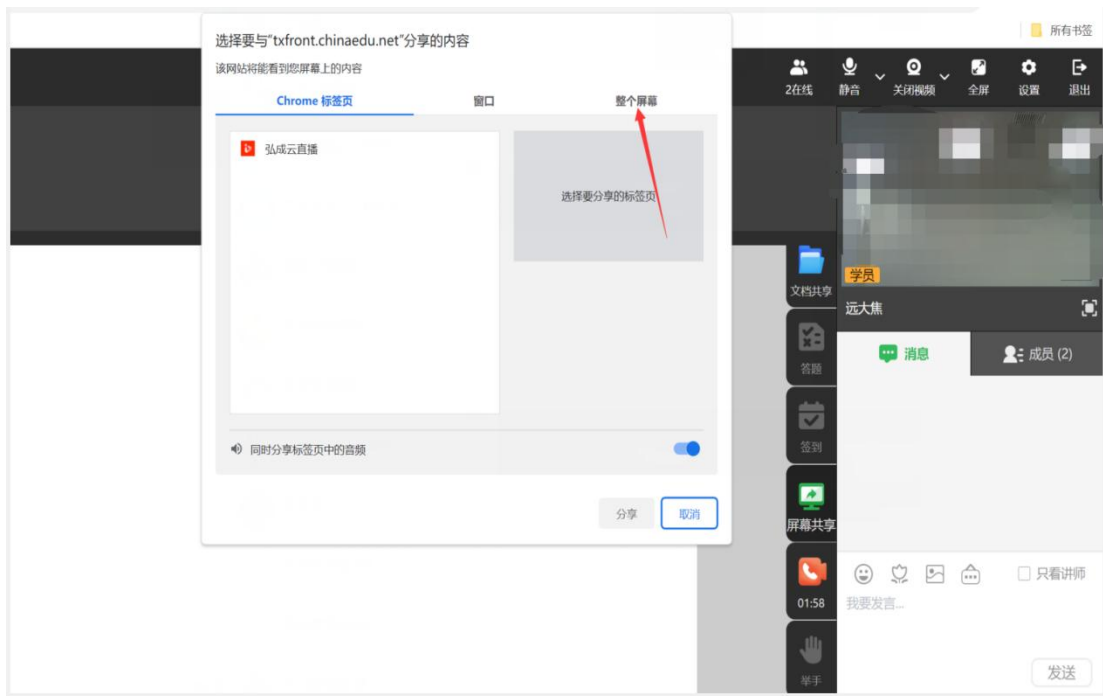 所有书签
选择要与“txfront.chinaedu.net”分享的内容
该网站将能看到您屏幕上的内容
Chrome 标签页
窗口
整个屏幕
弘成云直播
选择要分享的标签页
同时分享标签页中的音频
分享
取消
2在线
静音
关闭视频
全屏
设置
退出
学员
远大焦
文档共享
答题
签到
屏幕共享
01:58
举手
消息
成员 (2)
只看讲师
我要发言...
发送